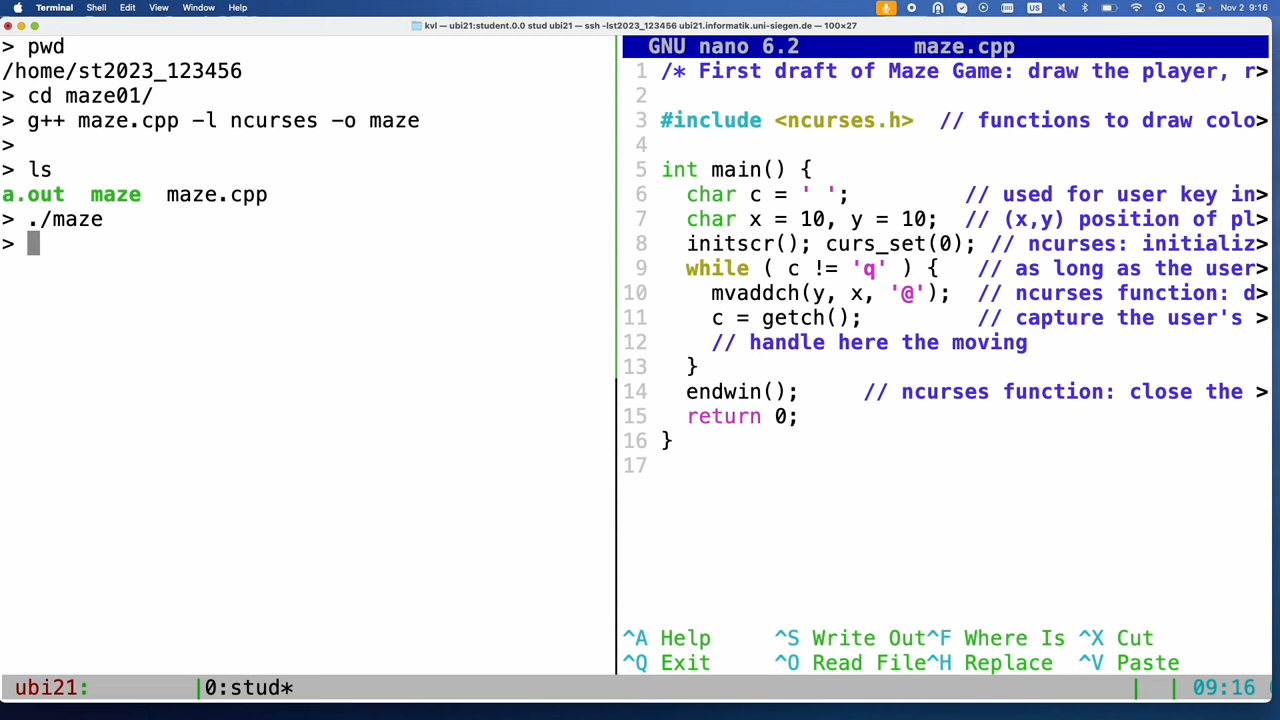 Terminal Shell Edit View Window Help US Nov 2 9:16
kvl — ubi21:student.0.0 stud ubi21 — ssh -lst2023_123456 ubi21.informatik.uni-siegen.de — 100×27
> pwd
/home/st2023_123456
> cd maze01/
> g++ maze.cpp -l ncurses -o maze
>
> ls
a.out maze maze.cpp
> ./maze
>
GNU nano 6.2 maze.cpp
1 /* First draft of Maze Game: draw the player, r>
2
3 #include <ncurses.h> // functions to draw colo>
4
5 int main() {
6 char c = ' '; // used for user key in>
7 char x = 10, y = 10; // (x,y) position of pl>
8 initscr(); curs_set(0); // ncurses: initializ>
9 while ( c != 'q' ) { // as long as the user>
10 mvaddch(y, x, '@'); // ncurses function: d>
11 c = getch(); // capture the user's >
12 // handle here the moving
13 }
14 endwin(); // ncurses function: close the >
15 return 0;
16 }
17
^A Help ^S Write Out^F Where Is ^X Cut
^Q Exit ^O Read File^H Replace ^V Paste
ubi21: |0:stud* | | 09:16